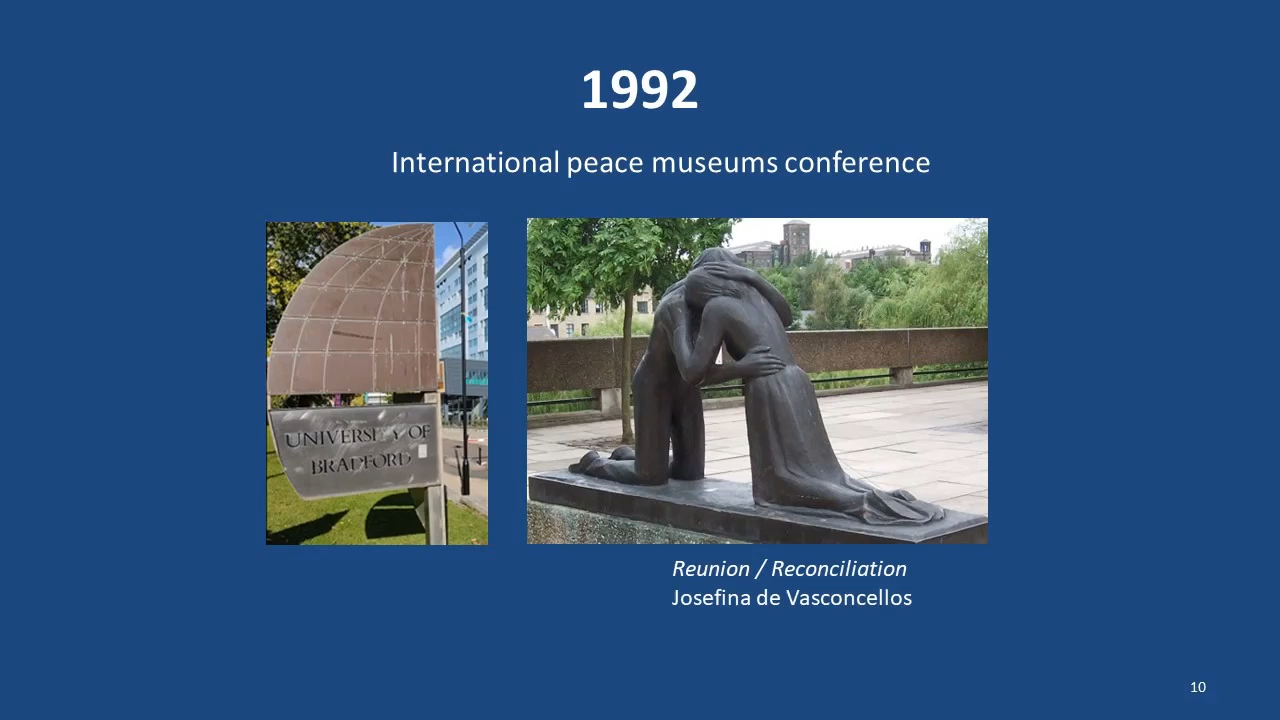 1992
International peace museums conference
UNIVERSITY OF
BRADFORD
Reunion / Reconciliation
Josefina de Vasconcellos
10